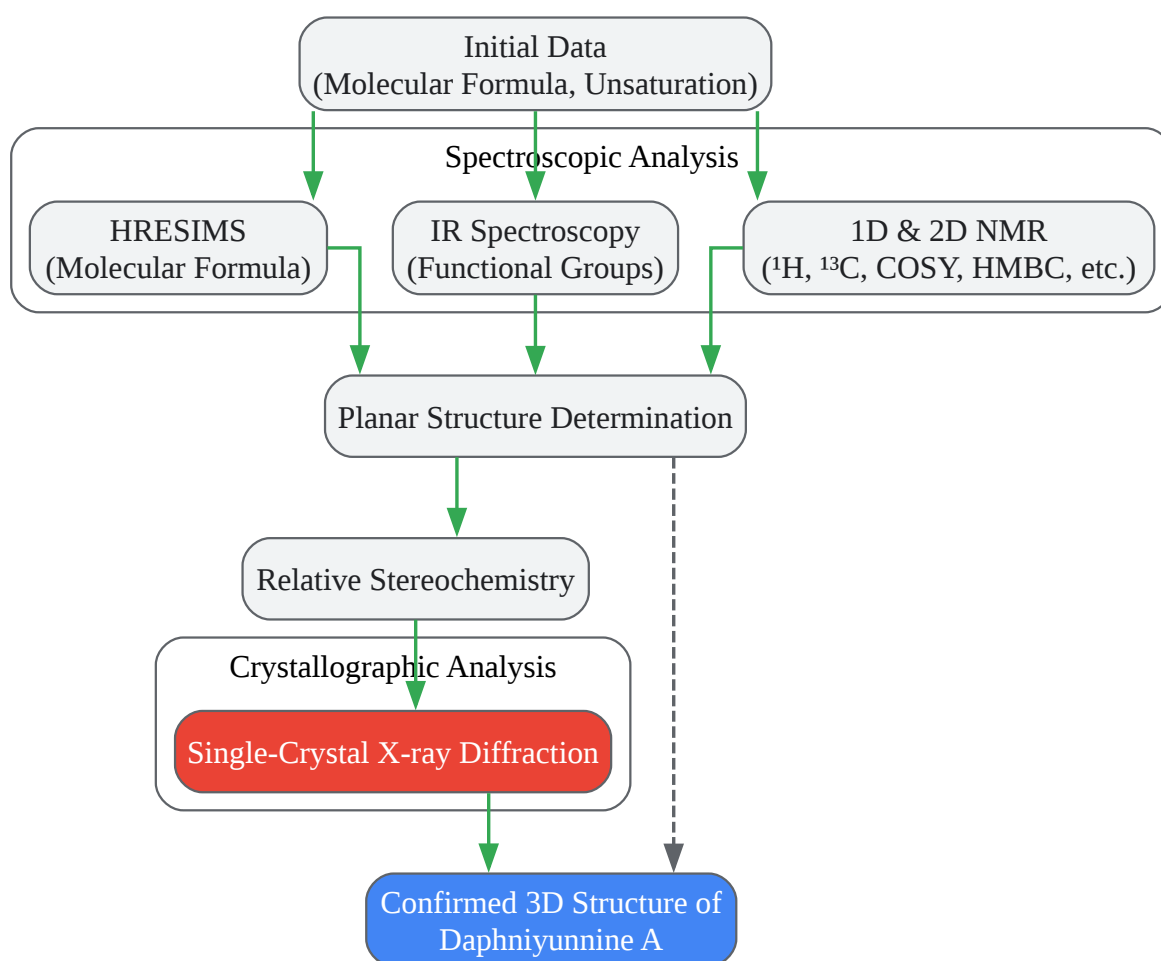 Initial Data
(Molecular Formula, Unsaturation)
Spectroscopic Analysis
HRESIMS
(Molecular Formula)
IR Spectroscopy
(Functional Groups)
1D & 2D NMR
(¹H, ¹³C, COSY, HMBC, etc.)
Planar Structure Determination
Relative Stereochemistry
Crystallographic Analysis
Single-Crystal X-ray Diffraction
Confirmed 3D Structure of
Daphniyunnine A